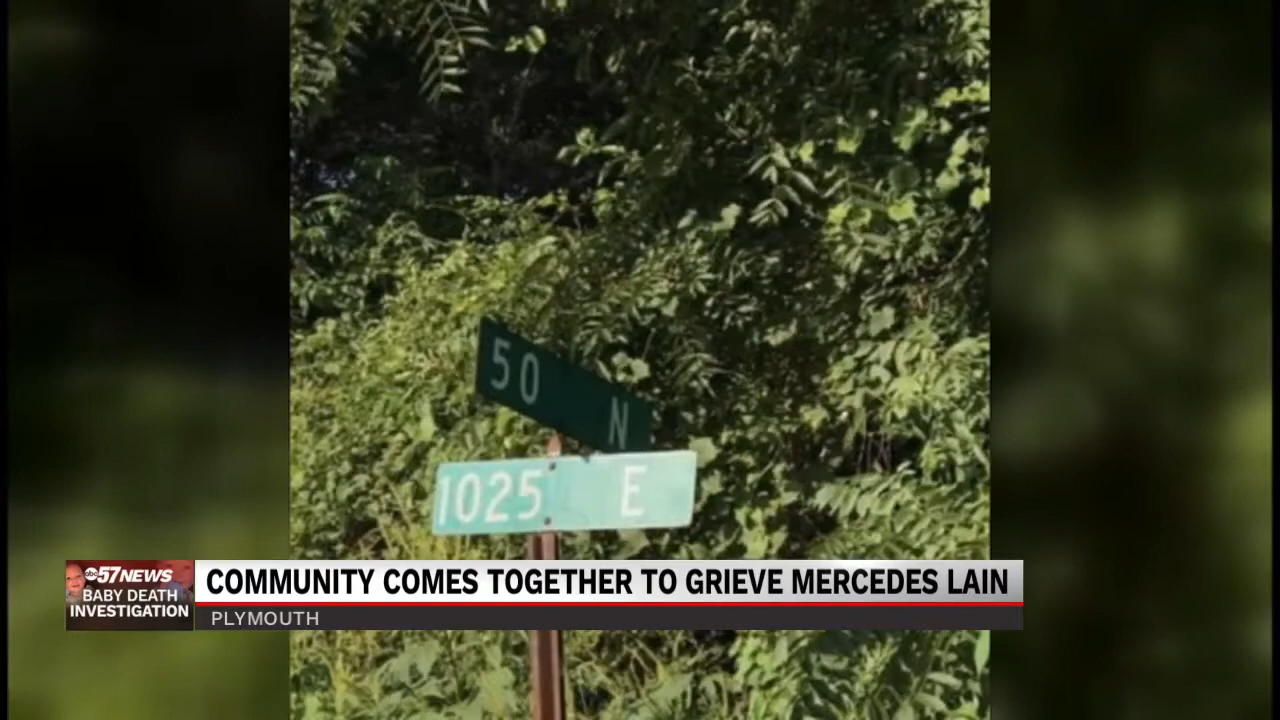 50 N
1025 E
abc57NEWS
BABY DEATH
INVESTIGATION
COMMUNITY COMES TOGETHER TO GRIEVE MERCEDES LAIN
PLYMOUTH